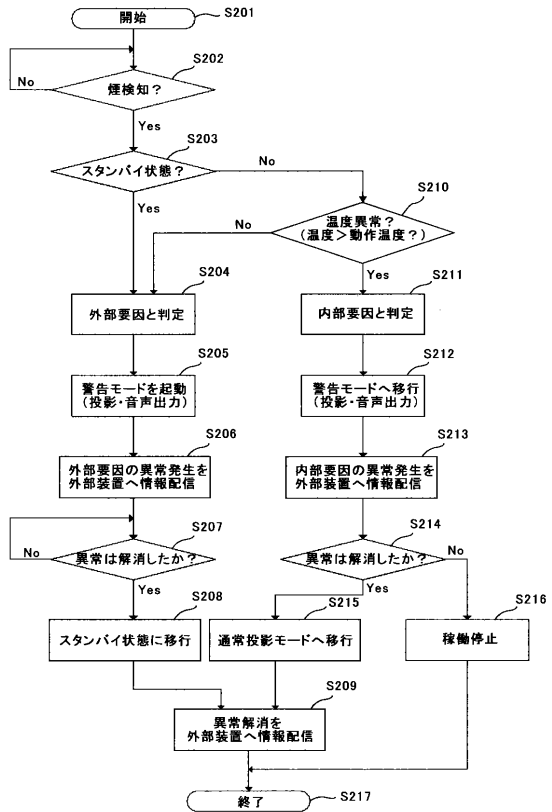 開始
S201
煙検知？
S202
No
Yes
スタンバイ状態？
S203
No
Yes
温度異常？
（温度＞動作温度？）
S210
No
Yes
外部要因と判定
S204
内部要因と判定
S211
警告モードを起動
（投影・音声出力）
S205
警告モードへ移行
（投影・音声出力）
S212
外部要因の異常発生を
外部装置へ情報配信
S206
内部要因の異常発生を
外部装置へ情報配信
S213
異常は解消したか？
S207
No
Yes
異常は解消したか？
S214
No
Yes
スタンバイ状態に移行
S208
通常投影モードへ移行
S215
稼働停止
S216
異常解消を
外部装置へ情報配信
S209
終了
S217